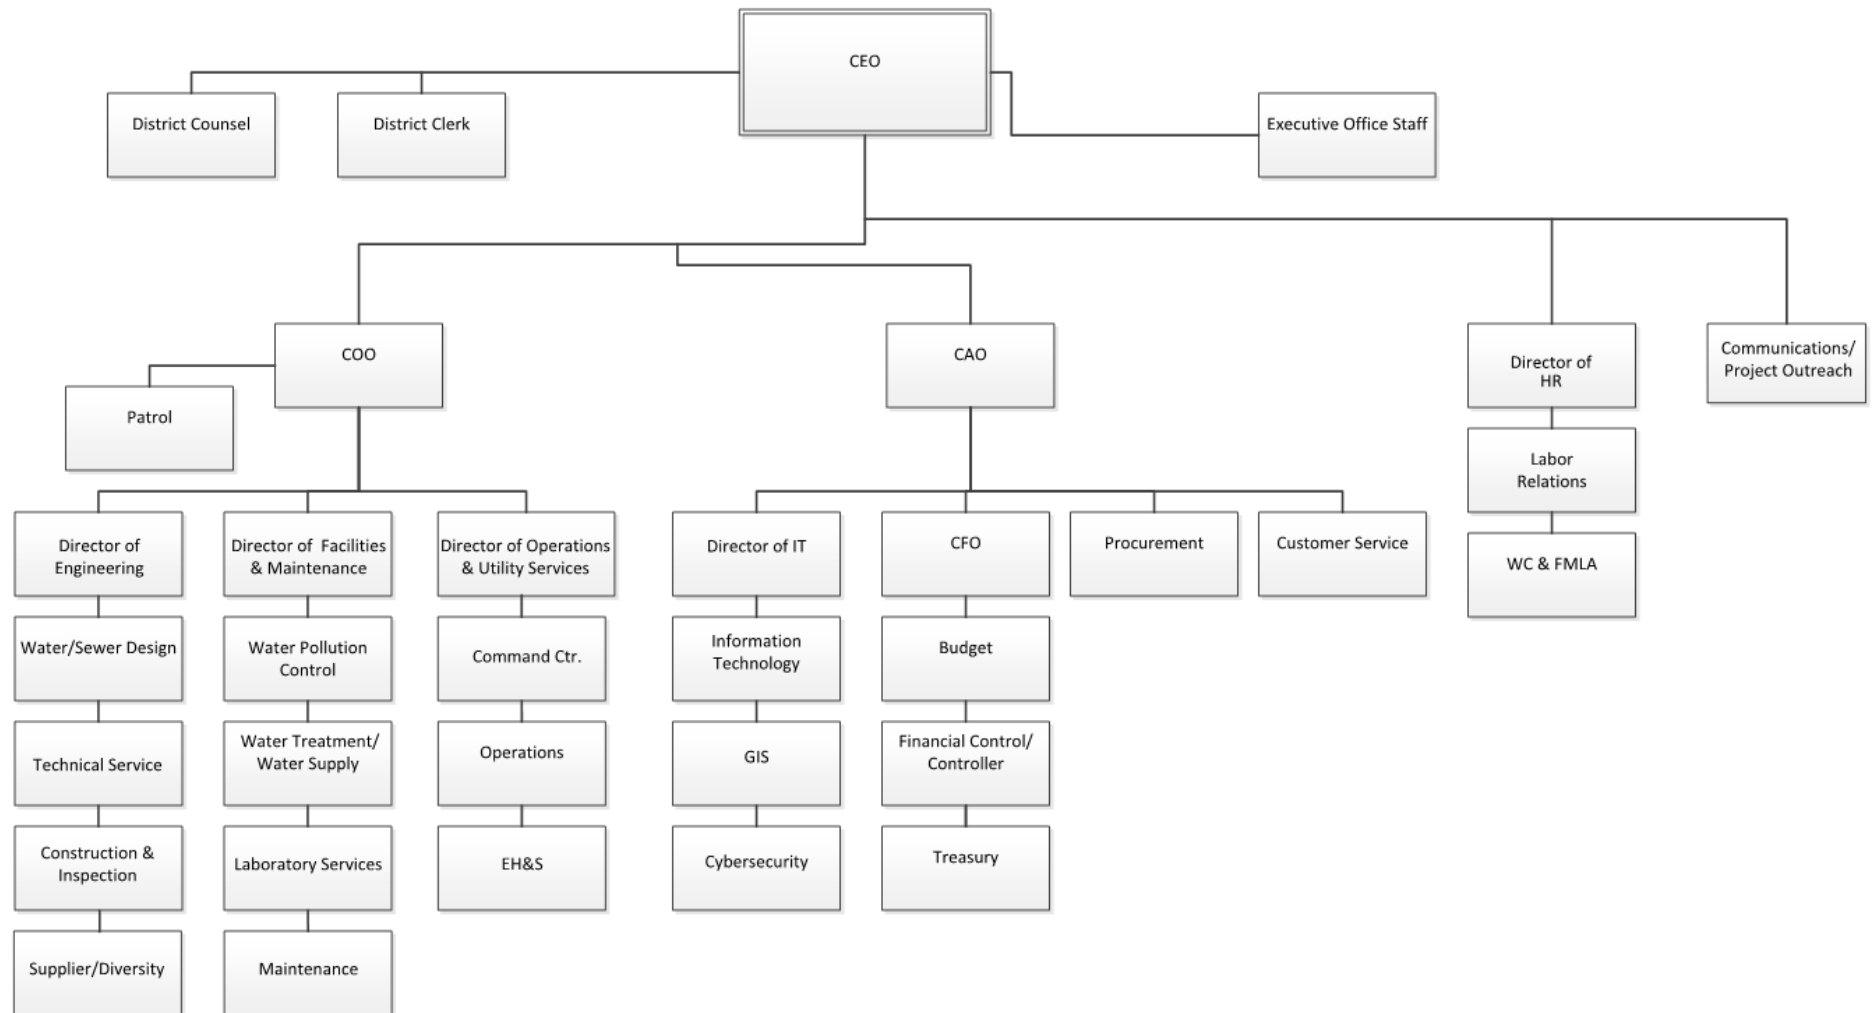 CEO
District Counsel
District Clerk
Executive Office Staff
COO
CAO
Director of
HR
Communications/
Project Outreach
Patrol
Labor
Relations
Director of
Engineering
Director of  Facilities
& Maintenance
Director of Operations
& Utility Services
Director of IT
CFO
Procurement
Customer Service
WC & FMLA
Water/Sewer Design
Water Pollution
Control
Command Ctr.
Information
Technology
Budget
Technical Service
Water Treatment/
Water Supply
Operations
GIS
Financial Control/
Controller
Construction &
Inspection
Laboratory Services
EH&S
Cybersecurity
Treasury
Supplier/Diversity
Maintenance